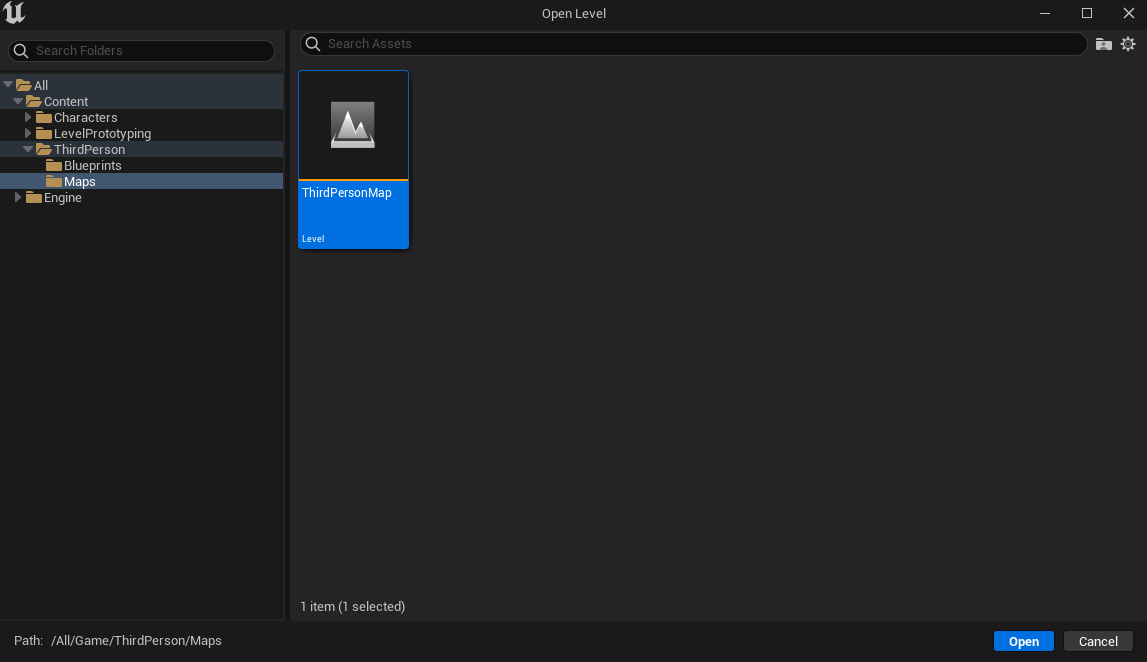 Open Level
Search Folders
Search Assets
All
Content
Characters
LevelPrototyping
ThirdPerson
Blueprints
Maps
Engine
ThirdPersonMap
Level
1 item (1 selected)
Path: /All/Game/ThirdPerson/Maps
Open
Cancel